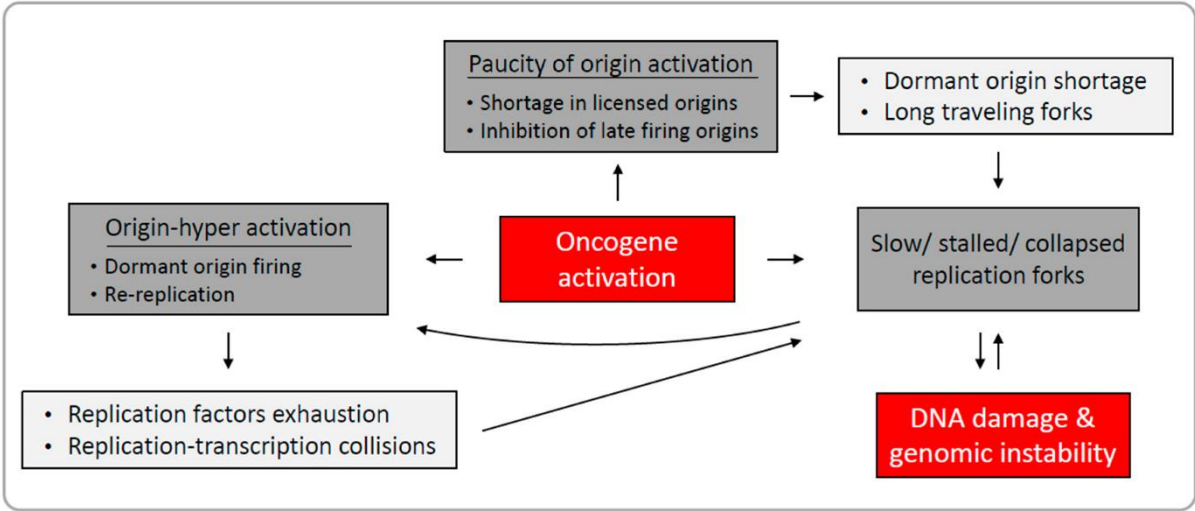 Paucity of origin activation
• Shortage in licensed origins
• Inhibition of late firing origins
• Dormant origin shortage
• Long traveling forks
Origin-hyper activation
• Dormant origin firing
• Re-replication
Oncogene
activation
Slow/ stalled/ collapsed
replication forks
• Replication factors exhaustion
• Replication-transcription collisions
DNA damage &
genomic instability